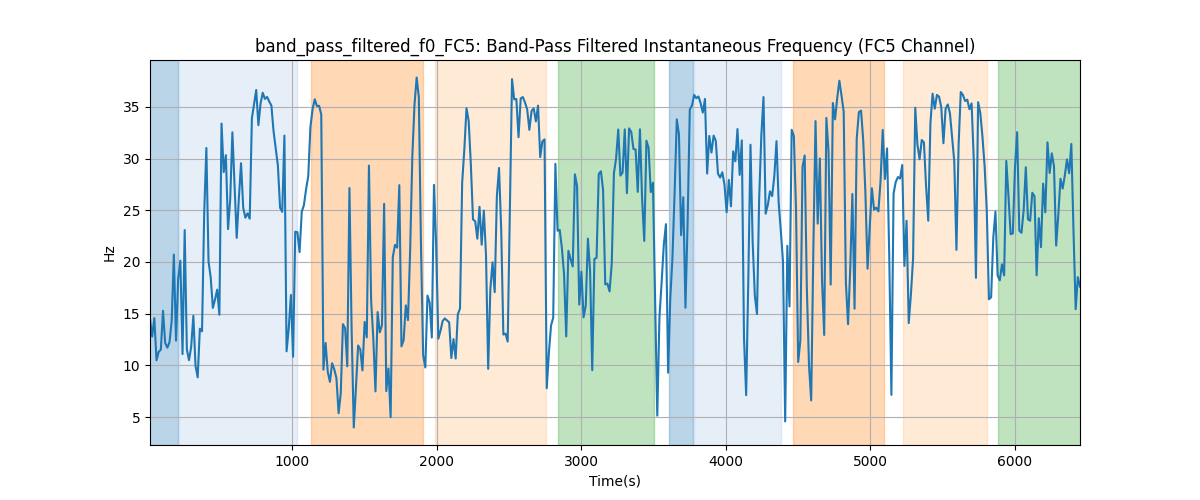 band_pass_filtered_f0_FC5: Band-Pass Filtered Instantaneous Frequency (FC5 Channel)
35
30
25
20
15
10
5
Hz
1000 2000 3000 4000 5000 6000
Time(s)